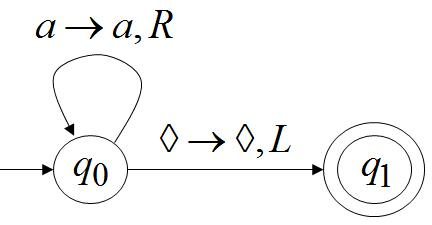 a → a, R
◊ → ◊, L
q0
q1